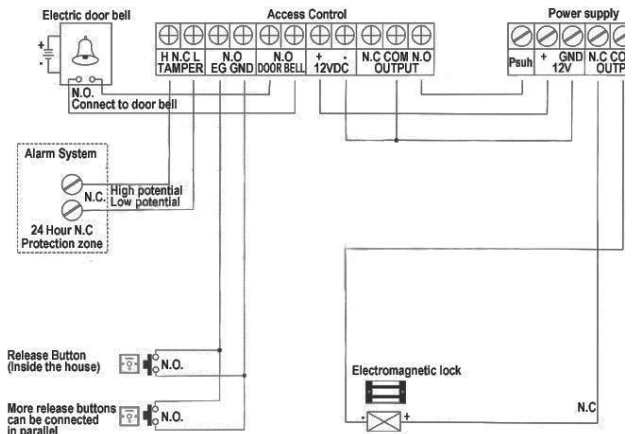 Electric door bell
Access Control
Power supply
+
-
H N.C L
TAMPER
N.O
EG GND
N.O
DOOR BELL
+ -
12VDC
N.C COM N.O
OUTPUT
Psuh
+ GND
12V
N.C CO
OUTP
N.O.
Connect to door bell
Alarm System
N.C.
High potential
Low potential
24 Hour N.C
Protection zone
Release Button
(Inside the house)
N.O.
More release buttons
can be connected
in parallel
N.O.
Electromagnetic lock
- +
N.C